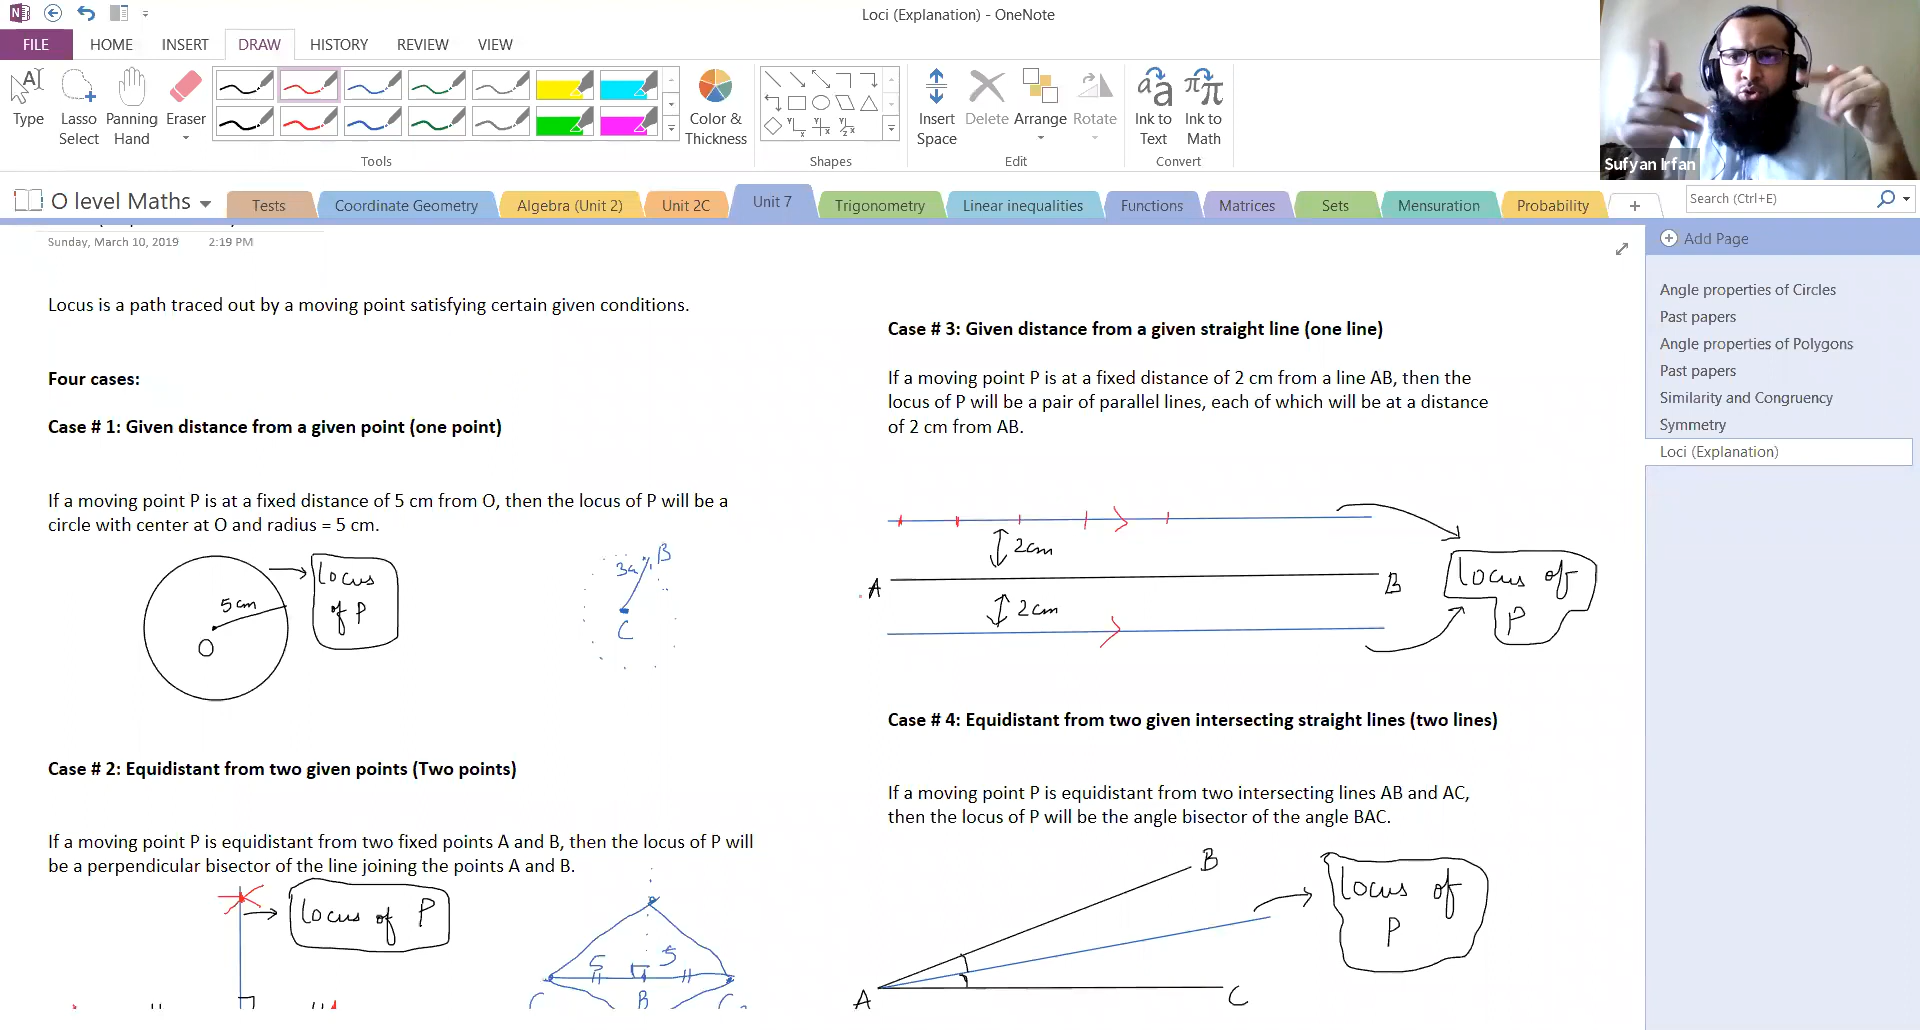 Loci (Explanation) - OneNote
FILE HOME INSERT DRAW HISTORY REVIEW VIEW
Type
Lasso Select
Panning Hand
Eraser
Color & Thickness
Insert Space
Delete
Arrange
Rotate
Ink to Text
Ink to Math
Tools
Shapes
Edit
Convert
Sufyan Irfan
O level Maths
Tests
Coordinate Geometry
Algebra (Unit 2)
Unit 2C
Unit 7
Trigonometry
Linear inequalities
Functions
Matrices
Sets
Mensuration
Probability
Search (Ctrl+E)
Sunday, March 10, 2019 2:19 PM
Add Page
Angle properties of Circles
Past papers
Angle properties of Polygons
Past papers
Similarity and Congruency
Symmetry
Loci (Explanation)
Locus is a path traced out by a moving point satisfying certain given conditions.
Four cases:
Case # 1: Given distance from a given point (one point)
If a moving point P is at a fixed distance of 5 cm from O, then the locus of P will be a
circle with center at O and radius = 5 cm.
5cm
O
Locus
of P
B
C
Case # 2: Equidistant from two given points (Two points)
If a moving point P is equidistant from two fixed points A and B, then the locus of P will
be a perpendicular bisector of the line joining the points A and B.
Locus of P
5 5
B
Case # 3: Given distance from a given straight line (one line)
If a moving point P is at a fixed distance of 2 cm from a line AB, then the
locus of P will be a pair of parallel lines, each of which will be at a distance
of 2 cm from AB.
2cm
A B
2cm
Locus of
P
Case # 4: Equidistant from two given intersecting straight lines (two lines)
If a moving point P is equidistant from two intersecting lines AB and AC,
then the locus of P will be the angle bisector of the angle BAC.
B
Locus of
P
A C